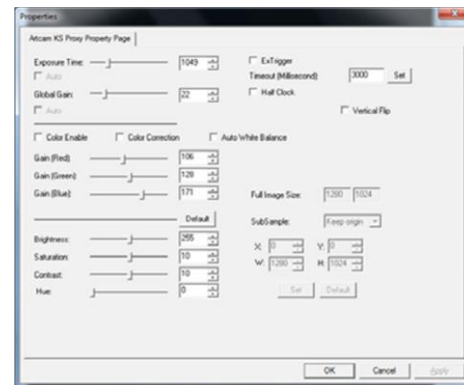 Properties
Artcam KS Proxy Property Page
Exposure Time: 1049
Auto
Global Gain: 22
Auto
ExTrigger
Timeout (Millisecond): 3000 Set
Half Clock
Vertical Flip
Color Enable Color Correction Auto White Balance
Gain (Red): 106
Gain (Green): 128
Gain (Blue): 171
Default
Brightness: 255
Saturation: 10
Contrast: 10
Hue: 0
Full Image Size: 1280 1024
SubSample: Keep origin
X: 0 Y: 0
W: 1280 H: 1024
Set Default
OK Cancel Apply